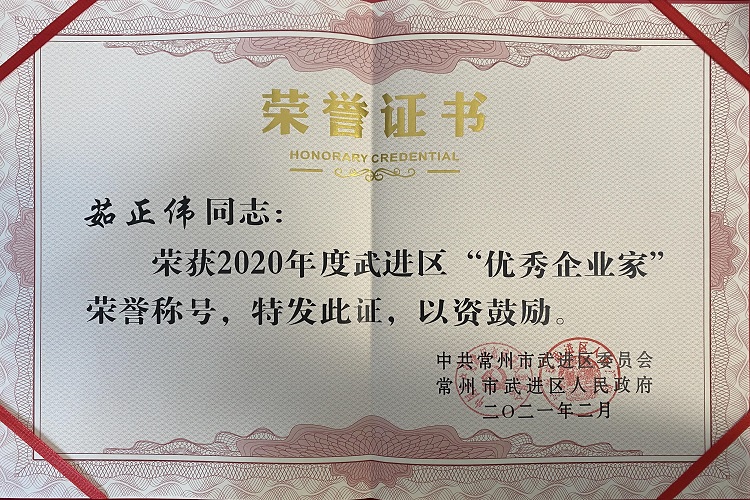 荣誉证书
HONORARY CREDENTIAL
茹正伟同志：
荣获2020年度武进区“优秀企业家”
荣誉称号，特发此证，以资鼓励。
中共常州市武进区委员会
常州市武进区人民政府
二〇二一年二月